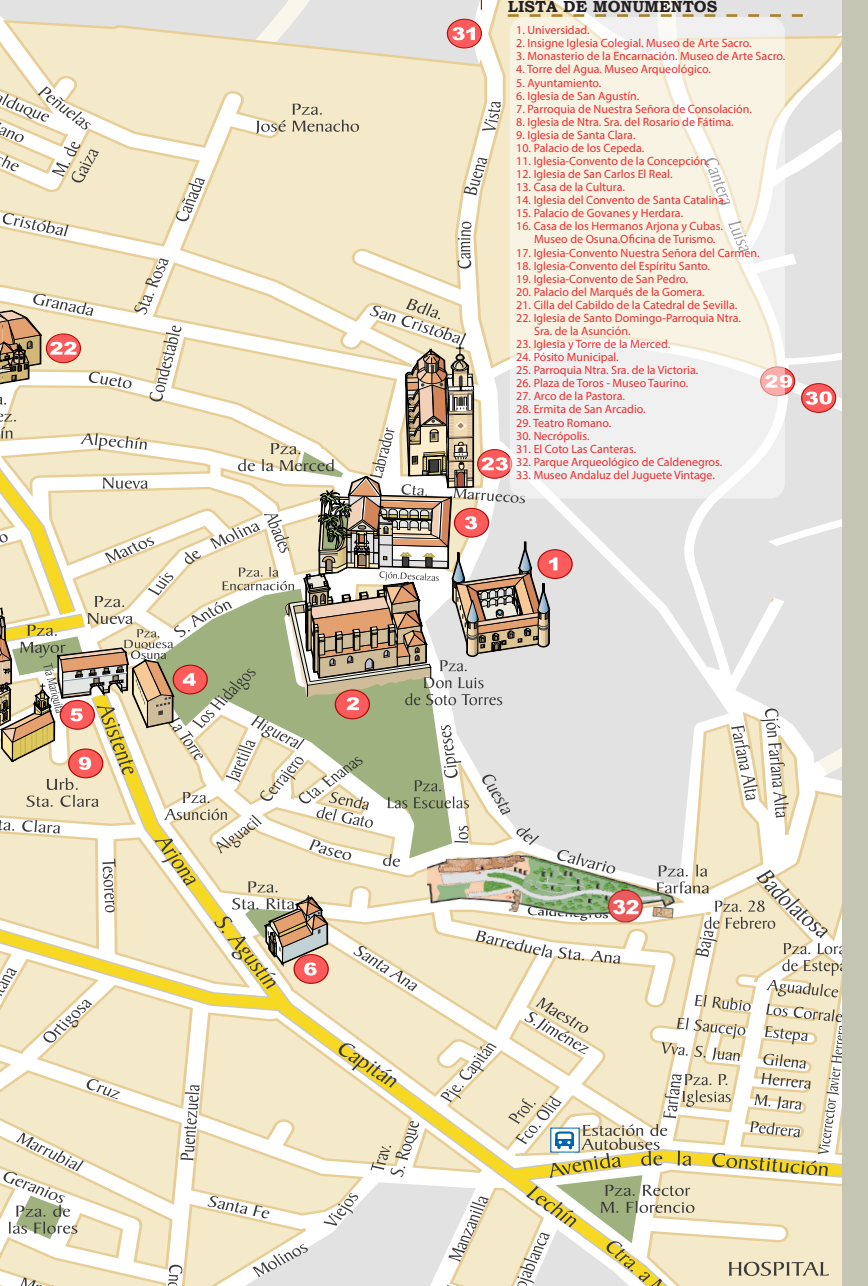 LISTA DE MONUMENTOS
1. Universidad.
2. Insigne Iglesia Colegial. Museo de Arte Sacro.
3. Monasterio de la Encarnación. Museo de Arte Sacro.
4. Torre del Agua. Museo Arqueológico.
5. Ayuntamiento.
6. Iglesia de San Agustín.
7. Parroquia de Nuestra Señora de Consolación.
8. Iglesia de Ntra. Sra. del Rosario de Fátima.
9. Iglesia de Santa Clara.
10. Palacio de los Cepeda.
11. Iglesia-Convento de la Concepción.
12. Iglesia de San Carlos El Real.
13. Casa de la Cultura.
14. Iglesia del Convento de Santa Catalina.
15. Palacio de Govanes y Herdara.
16. Casa de los Hermanos Arjona y Cubas.
Museo de Osuna.Oficina de Turismo.
17. Iglesia-Convento Nuestra Señora del Carmen.
18. Iglesia-Convento del Espíritu Santo.
19. Iglesia-Convento de San Pedro.
20. Palacio del Marqués de la Gomera.
21. Cilla del Cabildo de la Catedral de Sevilla.
22. Iglesia de Santo Domingo-Parroquia Ntra.
Sra. de la Asunción.
23. Iglesia y Torre de la Merced.
24. Pósito Municipal.
25. Parroquia Ntra. Sra. de la Victoria.
26. Plaza de Toros - Museo Taurino.
27. Arco de la Pastora.
28. Ermita de San Arcadio.
29. Teatro Romano.
30. Necrópolis.
31. El Coto Las Canteras.
32. Parque Arqueológico de Caldenegros.
33. Museo Andaluz del Juguete Vintage.
31
Cantera Luisa
29
30
Peñuelas
alduque
ano
che
M. de
Gaiza
Pza.
José Menacho
Camino Buena Vista
Cañada
Cristóbal
Sta. Rosa
Granada
Bdla.
San Cristóbal
22
Condestable
Cueto
a.
ez.
ín
Alpechín
Pza.
de la Merced
Labrador
23
Nueva
Cta. Marruecos
3
Martos
Luis de Molina
Abades
Cjón.Descalzas
1
Pza. la
Encarnación
o
Pza.
Nueva
S. Antón
Pza.
Mayor
Pza.
Duquesa
Osuna
Tía Marquita
4
2
Pza.
Don Luis
de Soto Torres
5
La Torre
Los Hidalgos
Asistente
Higueral
9
Jaretilla
Cerrajero
Cta. Enanas
Cipreses
los
Urb.
Sta. Clara
Pza.
Asunción
Senda
del Gato
Pza.
Las Escuelas
Cuesta del Calvario
Farfana Alta
Cjón Farfana Alta
ta. Clara
Alguacil
Arjona
Paseo de
Tesorero
Pza. la
Farfana
Badolatosa
Pza.
Sta. Rita
32
Caldenegros
Pza. 28
de Febrero
S. Agustín
Barreduela Sta. Ana
Baja
Pza. Lora
de Estepa
6
Santa Ana
Aguadulce
tana
Ortigosa
Maestro
S.Jiménez
El Rubio
Los Corrale
El Saucejo
Estepa
Capitán
Pje. Capitán
Vva. S. Juan
Gilena
Cruz
Pza. P.
Iglesias
Herrera
M. Jara
Puentezuela
Prof.
Fco. Olid
Farfana
Pedrera
Vicerrector Javier Herrera
Estación de
Autobuses
Marrubial
Trav.
S. Roque
Avenida de la Constitución
Geranios
Pza. de
las Flores
Santa Fe
Viejos
Molinos
Lechín
Manzanilla
Pza. Rector
M. Florencio
ojablanca
Ctra. a M
HOSPITAL